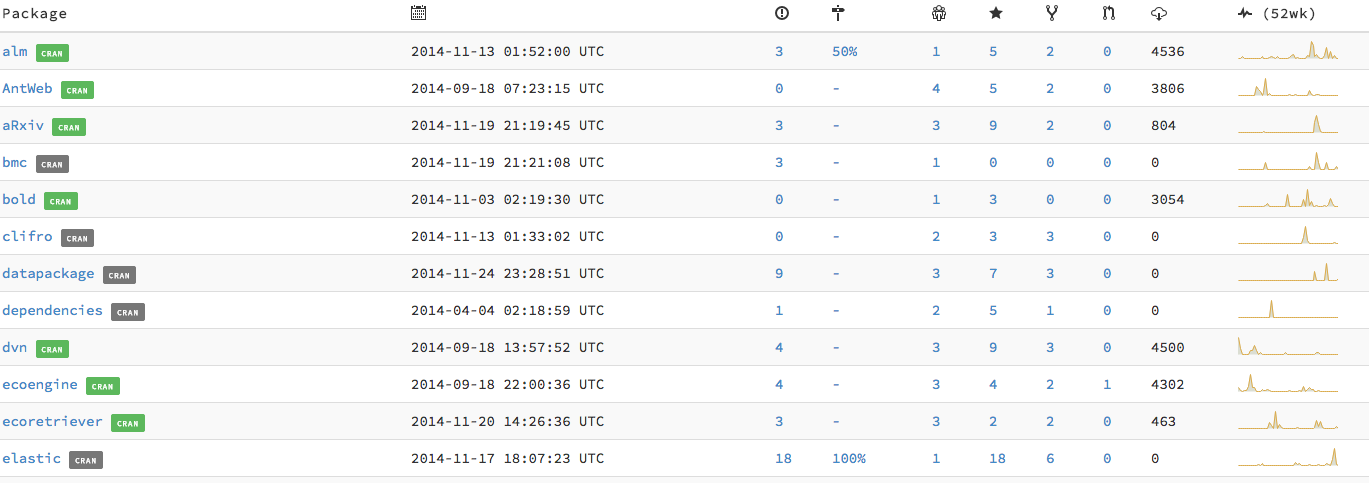 Package (52wk)
alm CRAN 2014-11-13 01:52:00 UTC 3 50% 1 5 2 0 4536
AntWeb CRAN 2014-09-18 07:23:15 UTC 0 - 4 5 2 0 3806
aRxiv CRAN 2014-11-19 21:19:45 UTC 3 - 3 9 2 0 804
bmc CRAN 2014-11-19 21:21:08 UTC 3 - 1 0 0 0 0
bold CRAN 2014-11-03 02:19:30 UTC 0 - 1 3 0 0 3054
clifro CRAN 2014-11-13 01:33:02 UTC 0 - 2 3 3 0 0
datapackage CRAN 2014-11-24 23:28:51 UTC 9 - 3 7 3 0 0
dependencies CRAN 2014-04-04 02:18:59 UTC 1 - 2 5 1 0 0
dvn CRAN 2014-09-18 13:57:52 UTC 4 - 3 9 3 0 4500
ecoengine CRAN 2014-09-18 22:00:36 UTC 4 - 3 4 2 1 4302
ecoretriever CRAN 2014-11-20 14:26:36 UTC 3 - 3 2 2 0 463
elastic CRAN 2014-11-17 18:07:23 UTC 18 100% 1 18 6 0 0